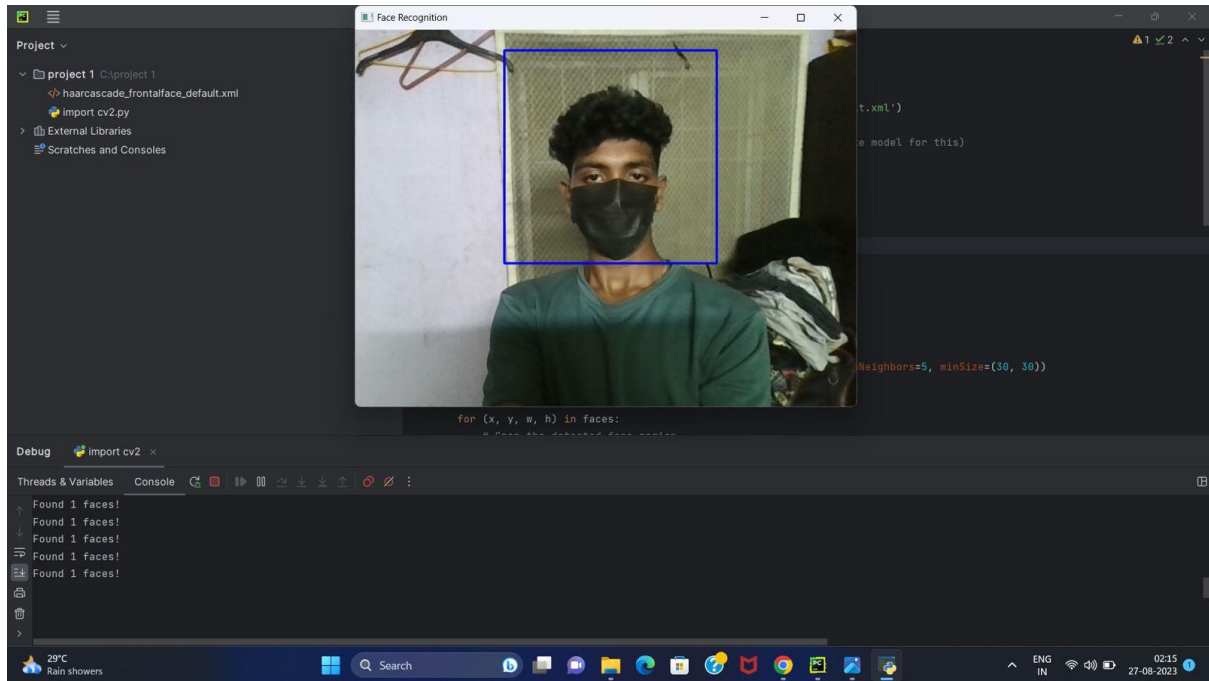 Face Recognition
Project
1 2
project 1 C:\project 1
haarcascade_frontalface_default.xml
import cv2.py
External Libraries
Scratches and Consoles
t.xml')
e model for this)
Neighbors=5, minSize=(30, 30))
for (x, y, w, h) in faces:
Debug import cv2
Threads & Variables Console
Found 1 faces!
Found 1 faces!
Found 1 faces!
Found 1 faces!
Found 1 faces!
29°C
Rain showers
Search
ENG
IN
02:15
27-08-2023
1